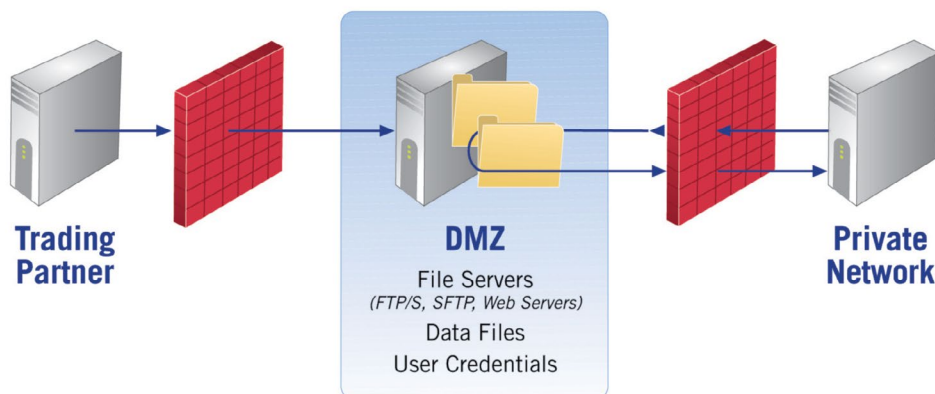 Trading
Partner
DMZ
File Servers
(FTP/S, SFTP, Web Servers)
Data Files
User Credentials
Private
Network